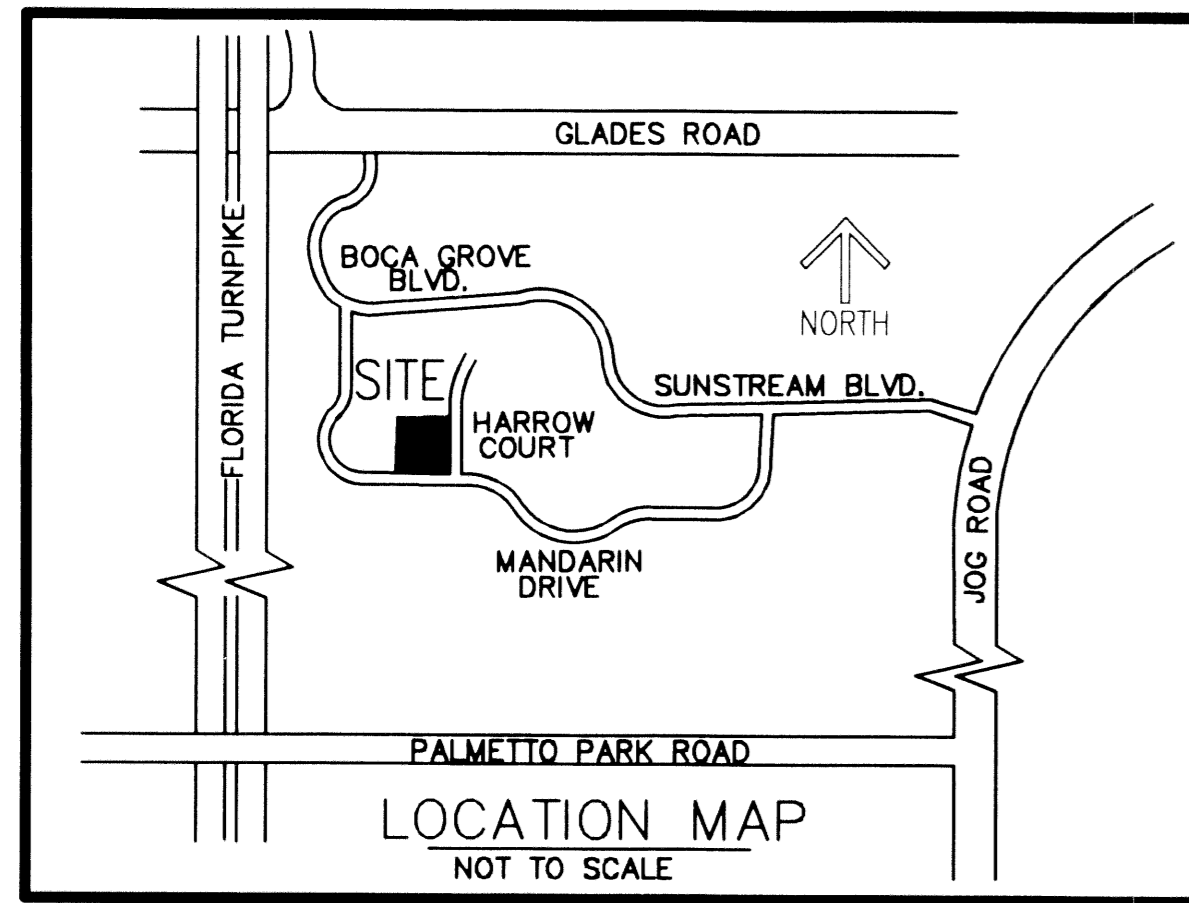 GLADES ROAD
FLORIDA TURNPIKE
BOCA GROVE
BLVD.
NORTH
SITE
SUNSTREAM BLVD.
HARROW
COURT
JOG ROAD
MANDARIN
DRIVE
PALMETTO PARK ROAD
LOCATION MAP
NOT TO SCALE